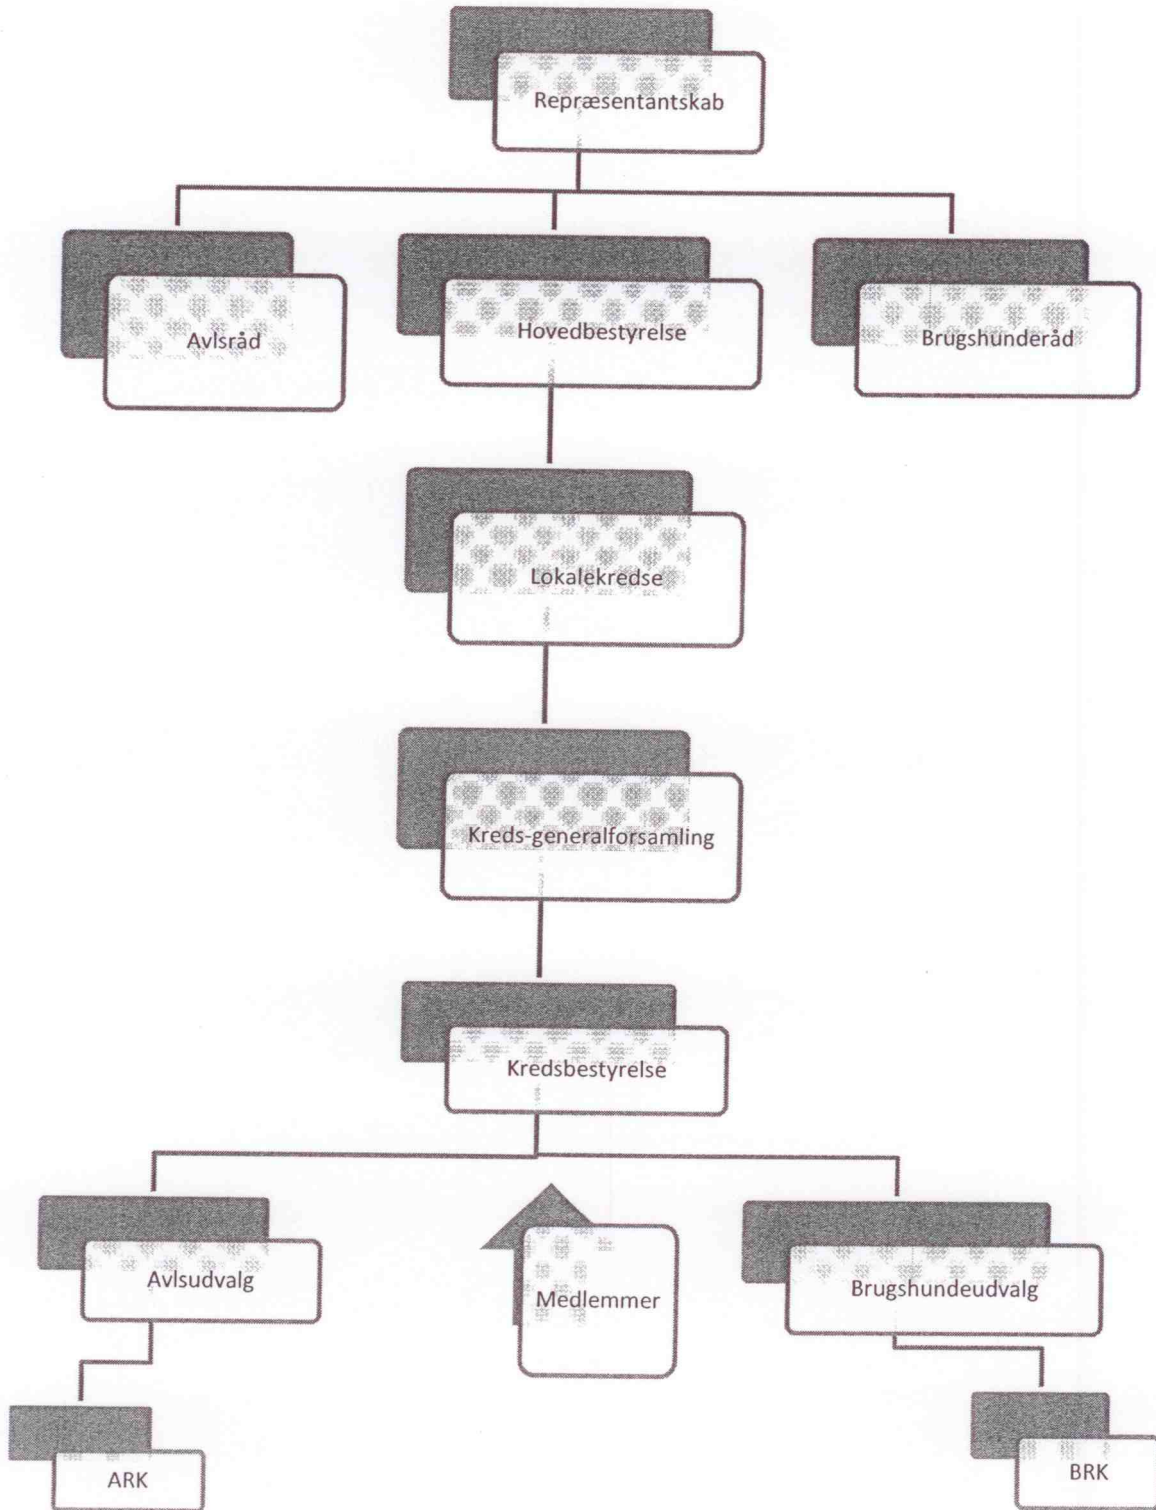 Repræsentantskab
Avlsråd
Hovedbestyrelse
Brugshunderåd
Lokalekredse
Kreds-generalforsamling
Kredsbestyrelse
Avlsudvalg
Medlemmer
Brugshundeudvalg
ARK
BRK